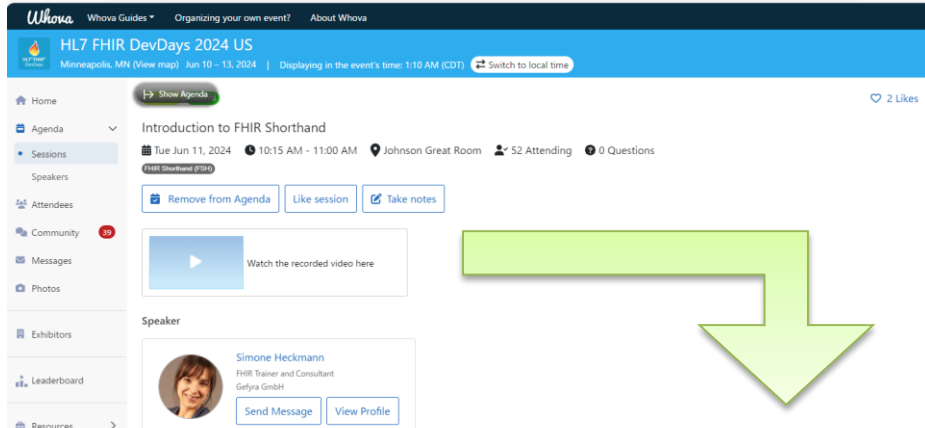 Whova Whova Guides Organizing your own event? About Whova
HL7 FHIR DevDays 2024 US
Minneapolis, MN (View map) Jun 10 – 13, 2024 | Displaying in the event's time: 1:10 AM (CDT) Switch to local time
Home
Agenda
Sessions
Speakers
Attendees
Community 39
Messages
Photos
Exhibitors
Leaderboard
Resources
Show Agenda
2 Likes
Introduction to FHIR Shorthand
Tue Jun 11, 2024 10:15 AM - 11:00 AM Johnson Great Room 52 Attending 0 Questions
FHIR Shorthand (FSH)
Remove from Agenda Like session Take notes
Watch the recorded video here
Speaker
Simone Heckmann
FHIR Trainer and Consultant
Gefyra GmbH
Send Message View Profile